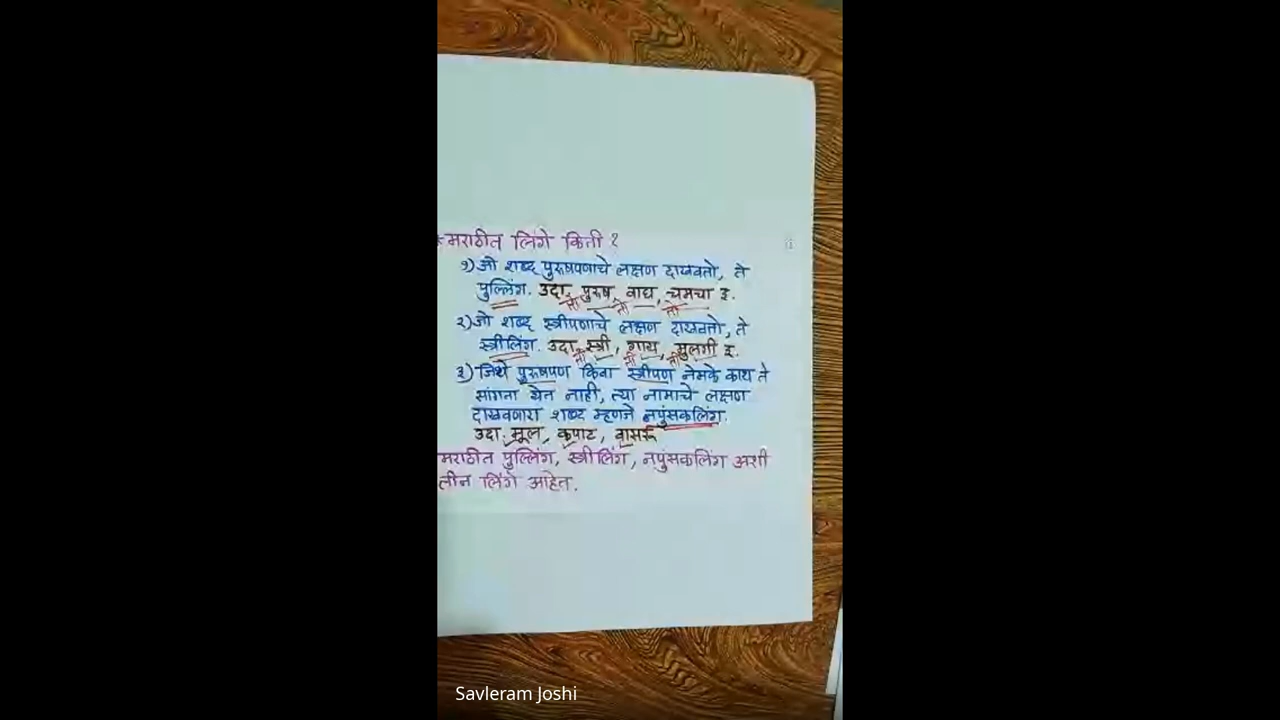 मराठीत लिंगे किती ?
१) जो शब्द पुरूषपणाचे लक्षण दाखवतो, ते
पुल्लिंग. उदा. पुरूष, वाघ, चमचा इ.
तो तो तो
२) जो शब्द स्त्रीपणाचे लक्षण दाखवतो, ते
स्त्रीलिंग. उदा. स्त्री, गाय, मुलगी इ.
ती ती ती
३) जिथे पुरूषपण किंवा स्त्रीपण नेमके काय ते
सांगता येत नाही, त्या नामाचे लक्षण
दाखवणारा शब्द म्हणजे नपुंसकलिंग.
उदा. मूल, कपाट, वासरू
मराठीत पुल्लिंग, स्त्रीलिंग, नपुंसकलिंग अशी
तीन लिंगे आहेत.
Savleram Joshi